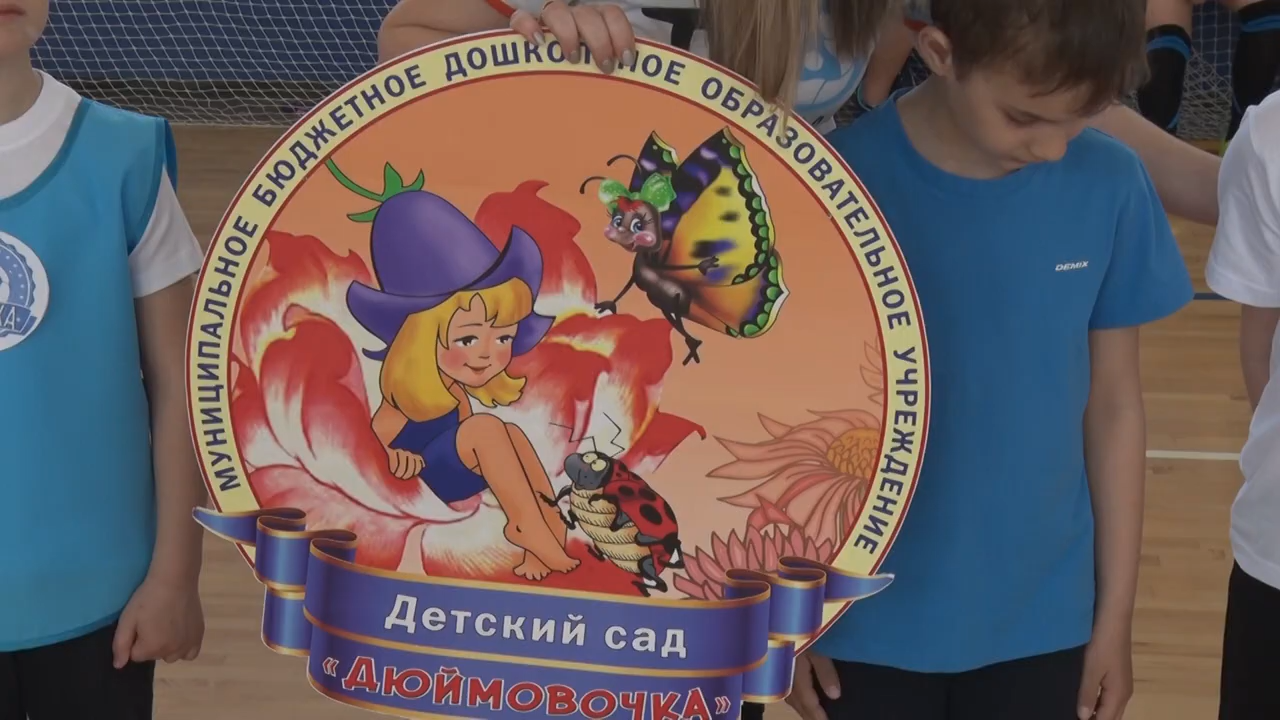 МУНИЦИПАЛЬНОЕ БЮДЖЕТНОЕ ДОШКОЛЬНОЕ ОБРАЗОВАТЕЛЬНОЕ УЧРЕЖДЕНИЕ
Детский сад
«ДЮЙМОВОЧКА»
DEMIX